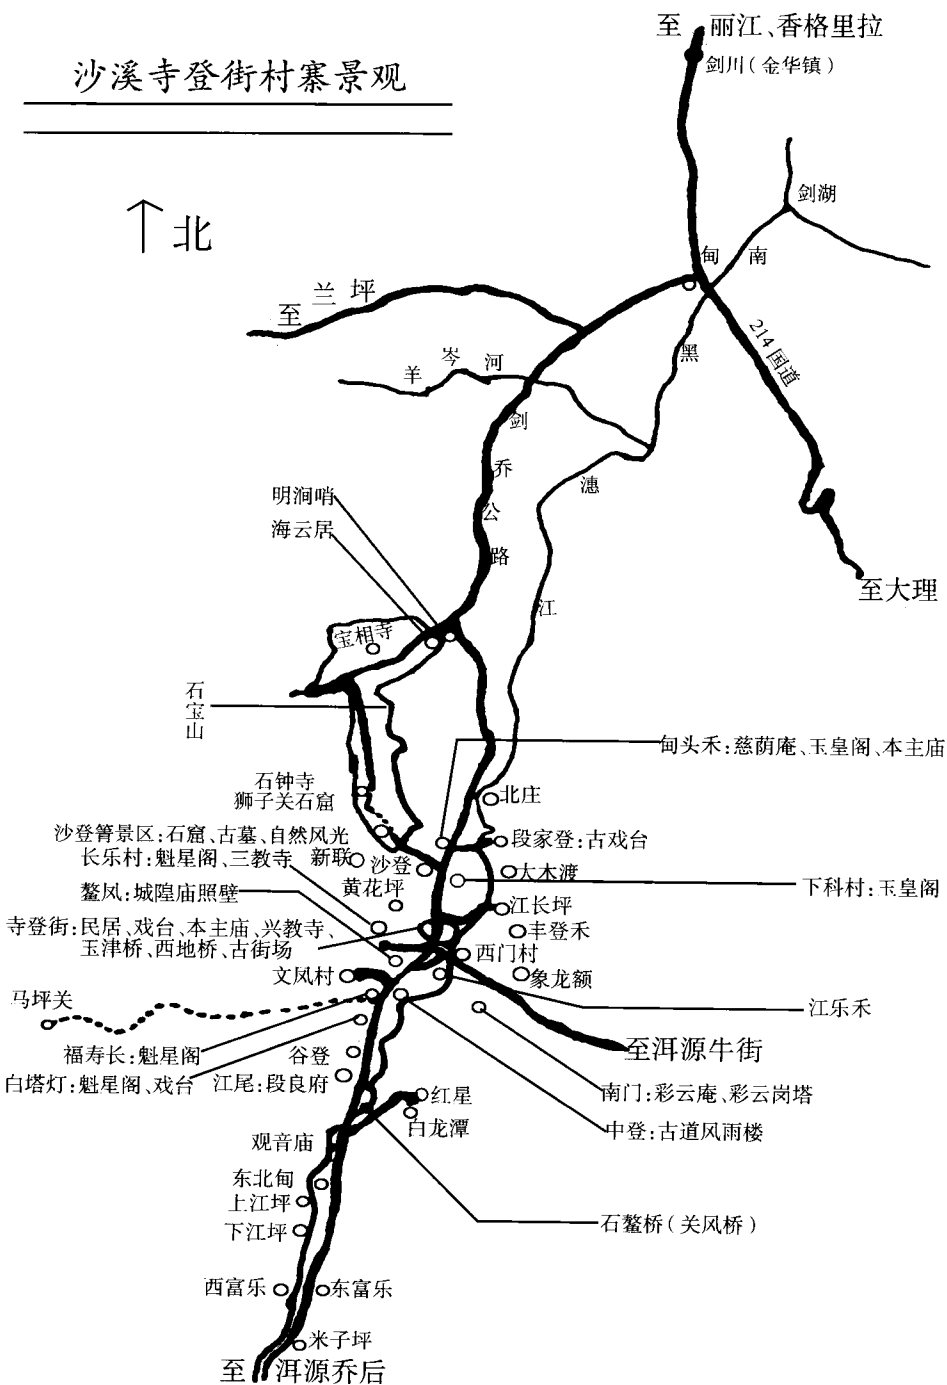 至 丽江、香格里拉
剑川(金华镇)
沙溪寺登街村寨景观
剑湖
北
甸 南
至 兰 坪
214国道
羊 岑 河
黑
潓
江
剑
乔
公
路
明涧哨
海云居
至大理
宝相寺
石
宝
山
甸头禾:慈荫庵、玉皇阁、本主庙
石钟寺
狮子关石窟
北庄
沙登箐景区:石窟、古墓、自然风光
段家登:古戏台
长乐村:魁星阁、三教寺
新联
沙登
大木渡
黄花坪
下科村:玉皇阁
鳌凤:城隍庙照壁
江长坪
寺登街:民居、戏台、本主庙、兴教寺、
玉津桥、西地桥、古街场
丰登禾
西门村
文凤村
象龙额
马坪关
江乐禾
福寿长:魁星阁
谷登
至洱源牛街
白塔灯:魁星阁、戏台
江尾:段良府
红星
南门:彩云庵、彩云岗塔
白龙潭
中登:古道风雨楼
观音庙
东北甸
上江坪
石鳌桥(关风桥)
下江坪
西富乐
东富乐
米子坪
至 洱源乔后